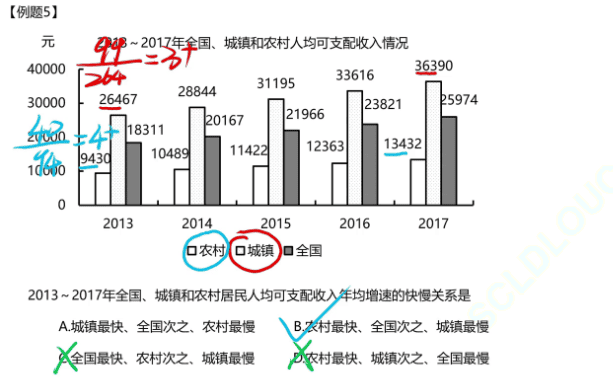 【例题5】
元 2013～2017年全国、城镇和农村人均可支配收入情况
99/264=3+
40000
30000
20000
10000
0
40/94=4+
9430 26467 18311
10489 28844 20167
11422 31195 21966
12363 33616 23821
13432 36390 25974
2013 2014 2015 2016 2017
农村 城镇 全国
2013～2017年全国、城镇和农村居民人均可支配收入年均增速的快慢关系是
A.城镇最快、全国次之、农村最慢 B.农村最快、全国次之、城镇最慢
C.全国最快、农村次之、城镇最慢 D.农村最快、城镇次之、全国最慢